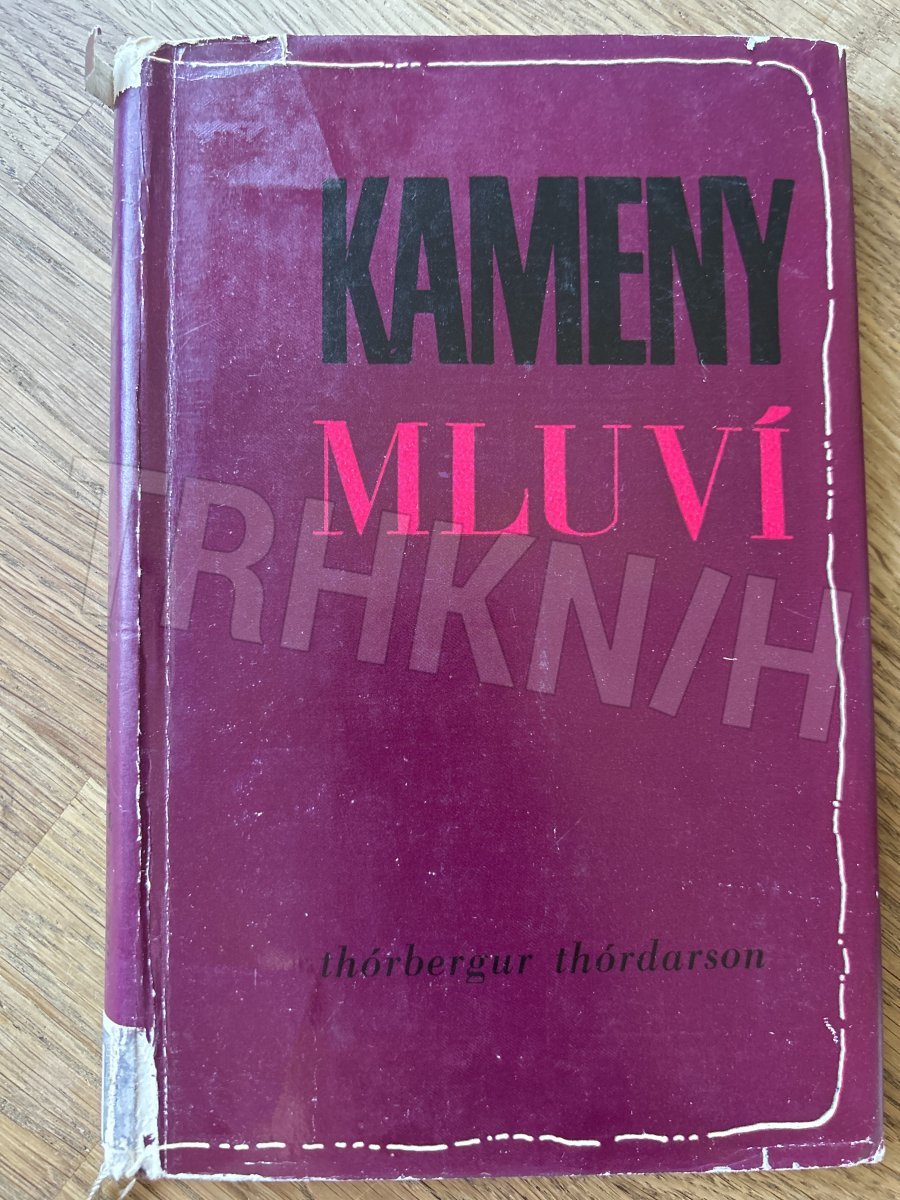 KAMENY
MLUVÍ
TRHKNIH
thórbergur thórdarson